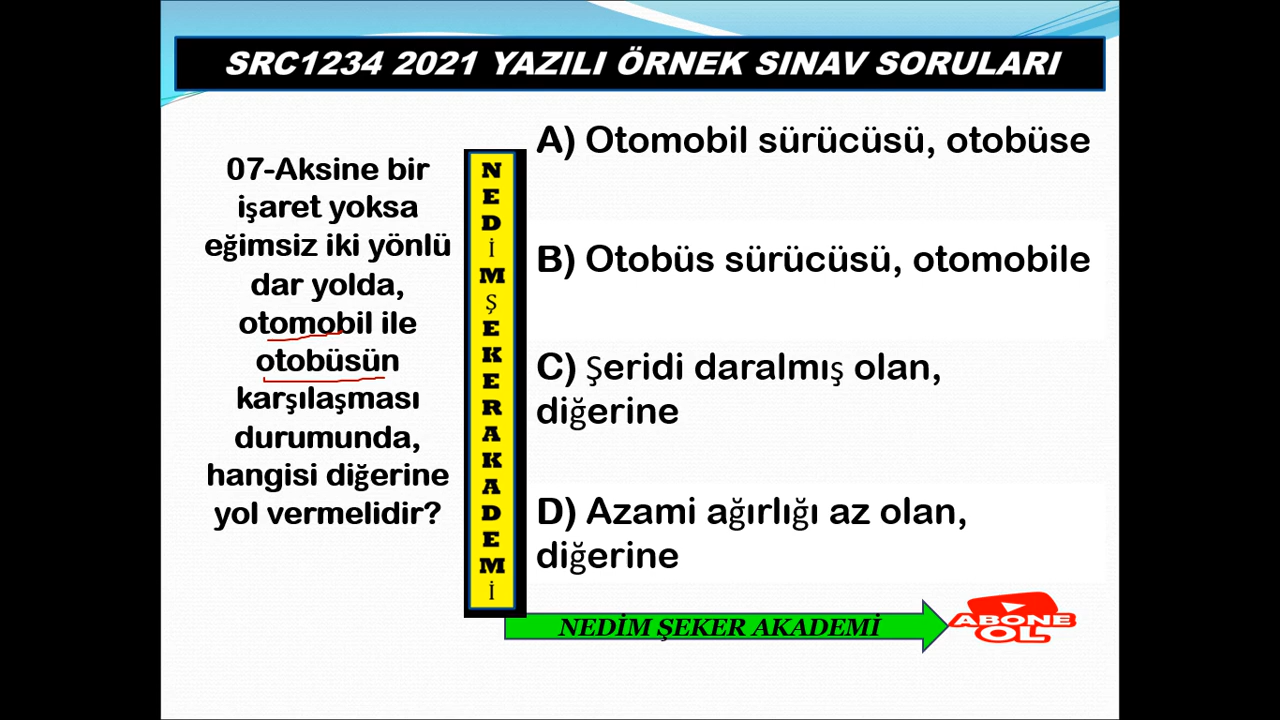 SRC1234 2021 YAZILI ÖRNEK SINAV SORULARI
07-Aksine bir
işaret yoksa
eğimsiz iki yönlü
dar yolda,
otomobil ile
otobüsün
karşılaşması
durumunda,
hangisi diğerine
yol vermelidir?
NEDİMŞEKERAKADEMİ
A) Otomobil sürücüsü, otobüse
B) Otobüs sürücüsü, otomobile
C) Şeridi daralmış olan,
diğerine
D) Azami ağırlığı az olan,
diğerine
NEDİM ŞEKER AKADEMİ
ABONE
OL